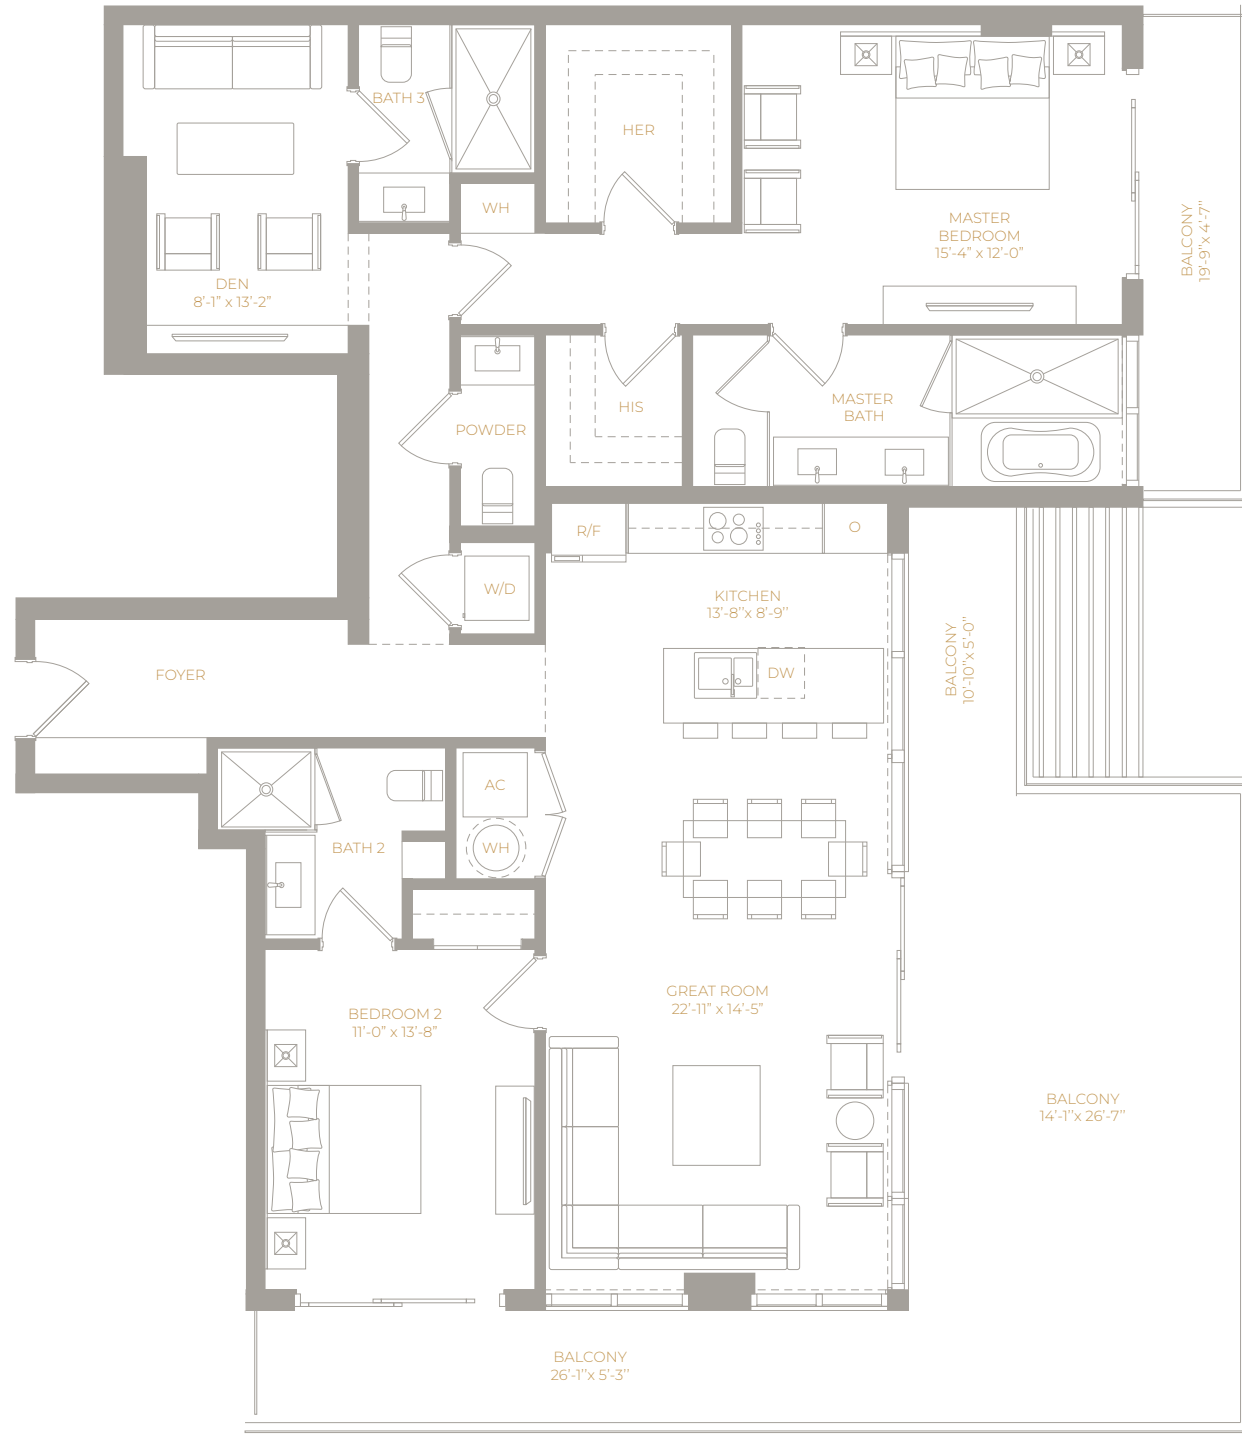 BATH 3
HER
WH
MASTER
BEDROOM
15'-4" x 12'-0"
BALCONY
19'-9"x 4'-7"
DEN
8'-1" x 13'-2"
HIS
MASTER
BATH
POWDER
R/F
O
W/D
KITCHEN
13'-8''x 8'-9''
BALCONY
10'-10"x 5'-0"
FOYER
DW
AC
WH
BATH 2
GREAT ROOM
22'-11" x 14'-5"
BEDROOM 2
11'-0" x 13'-8"
BALCONY
14'-1''x 26'-7''
BALCONY
26'-1''x 5'-3''